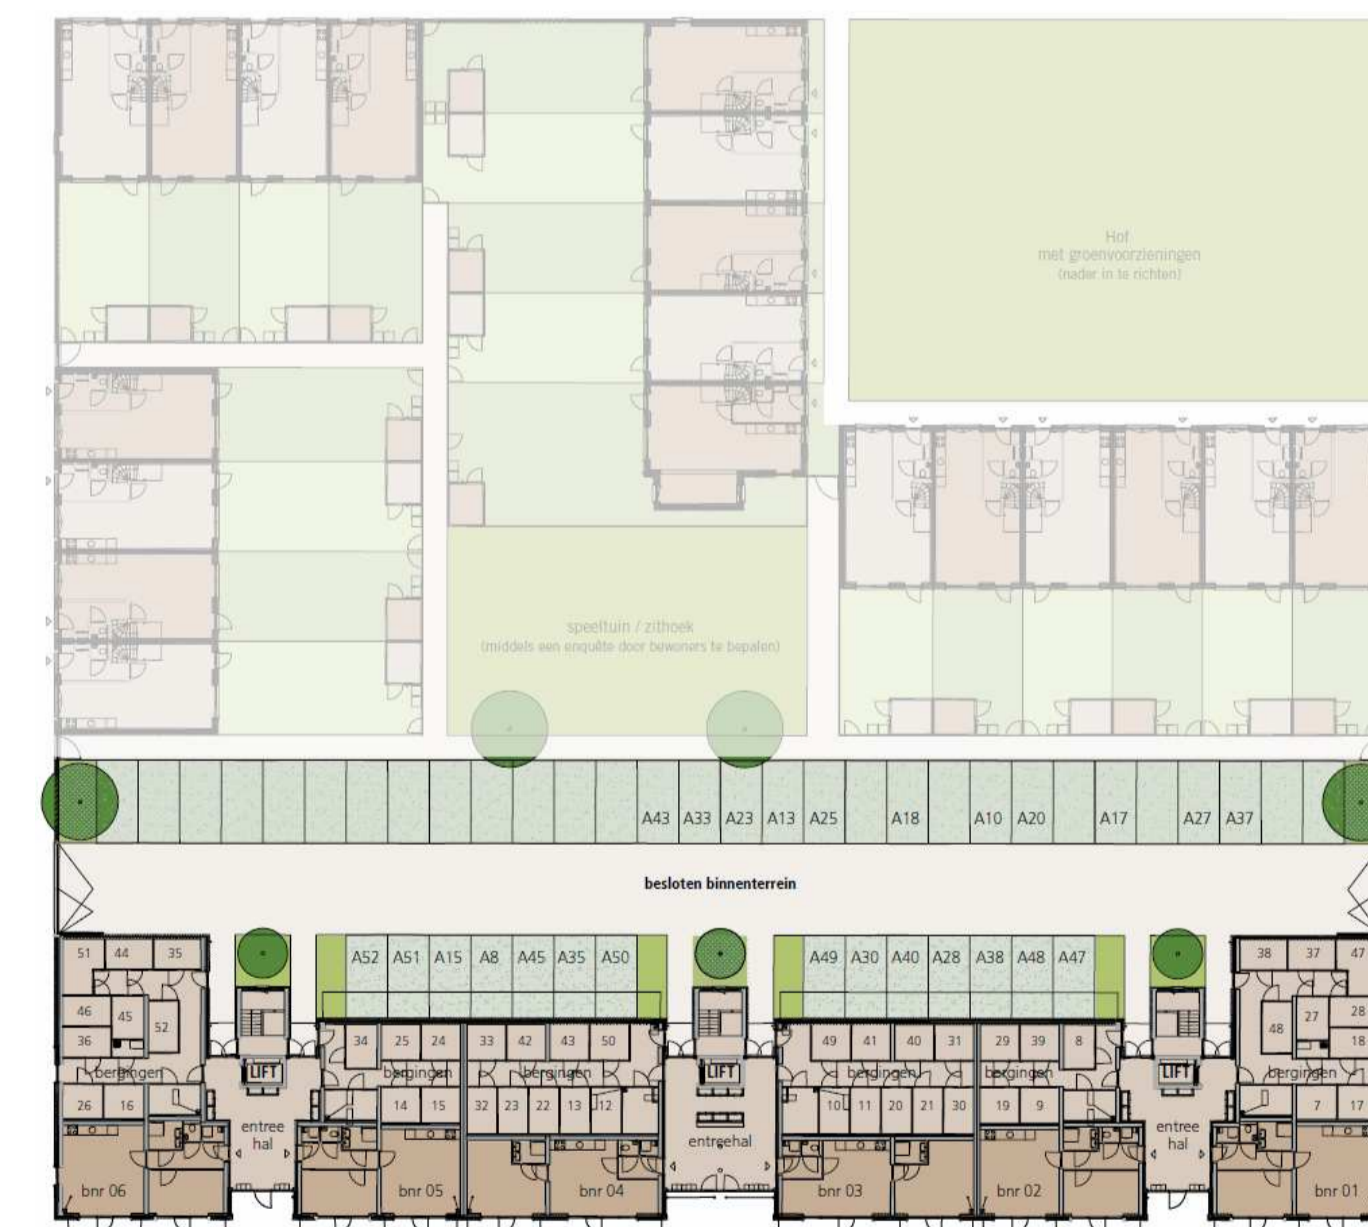 Hof
met groenvoorzieningen
(nader in te richten)
speeltuin / zithoek
(middels een enquête door bewoners te bepalen)
A43 A33 A23 A13 A25 A18 A10 A20 A17 A27 A37
besloten binnenterrein
51 44 35
A52 A51 A15 A8 A45 A35 A50
A49 A30 A40 A28 A38 A48 A47
38 37 47
46 45 52
36
48 27 28
18
34 25 24 33 42 43 50
49 41 40 31 29 39 8
bergingen
LIFT
bergingen
bergingen
LIFT
bergingen
bergingen
LIFT
bergingen
26 16
14 15 32 23 22 13 12
10 11 20 21 30 19 9
7 17
entree
hal
entreehal
entree
hal
bnr 06
bnr 05
bnr 04
bnr 03
bnr 02
bnr 01